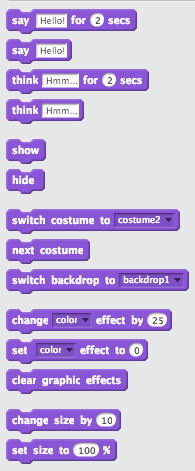 say Hello! for 2 secs
say Hello!
think Hmm... for 2 secs
think Hmm...
show
hide
switch costume to costume2
next costume
switch backdrop to backdrop1
change color effect by 25
set color effect to 0
clear graphic effects
change size by 10
set size to 100 %